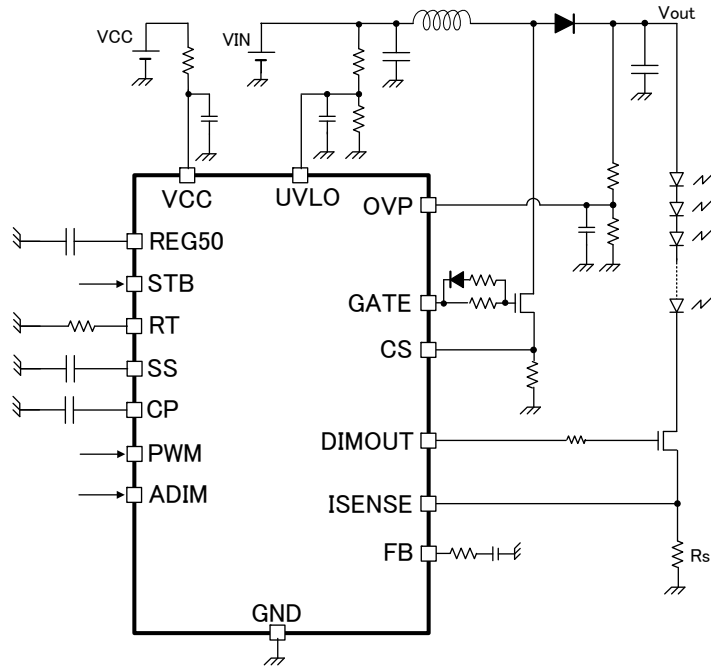 VCC
VIN
Vout
VCC
UVLO
OVP
REG50
STB
GATE
RT
CS
SS
CP
DIMOUT
PWM
ADIM
ISENSE
FB
Rs
GND